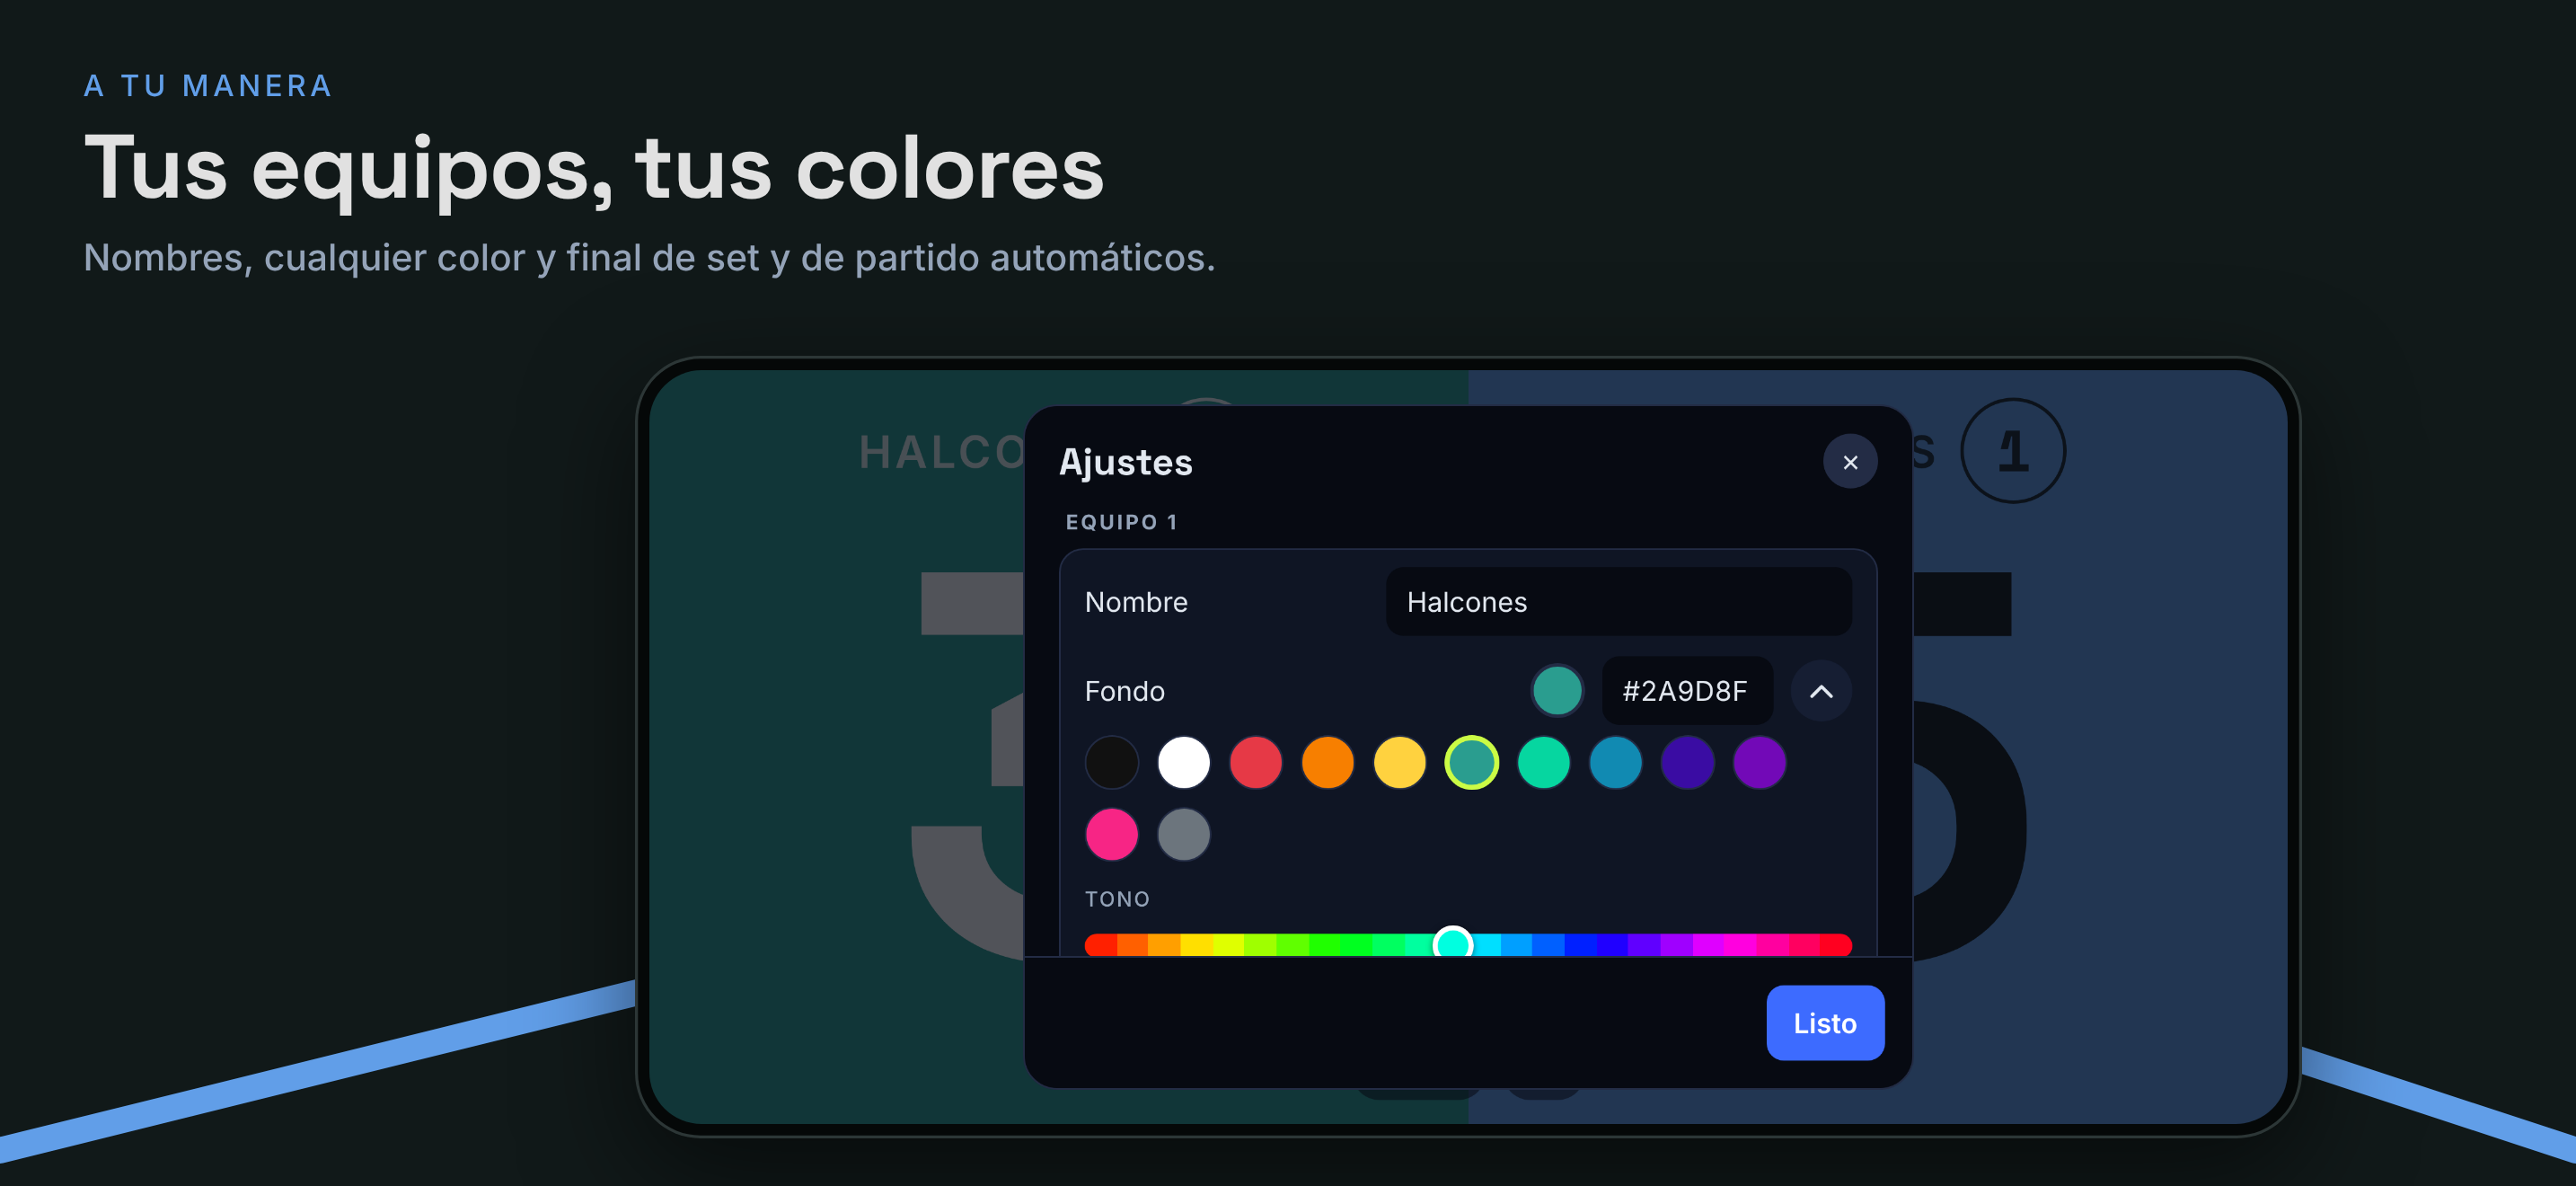 A TU MANERA
Tus equipos, tus colores
Nombres, cualquier color y final de set y de partido automáticos.
1
Ajustes
×
EQUIPO 1
Nombre
Halcones
Fondo
#2A9D8F
TONO
Listo